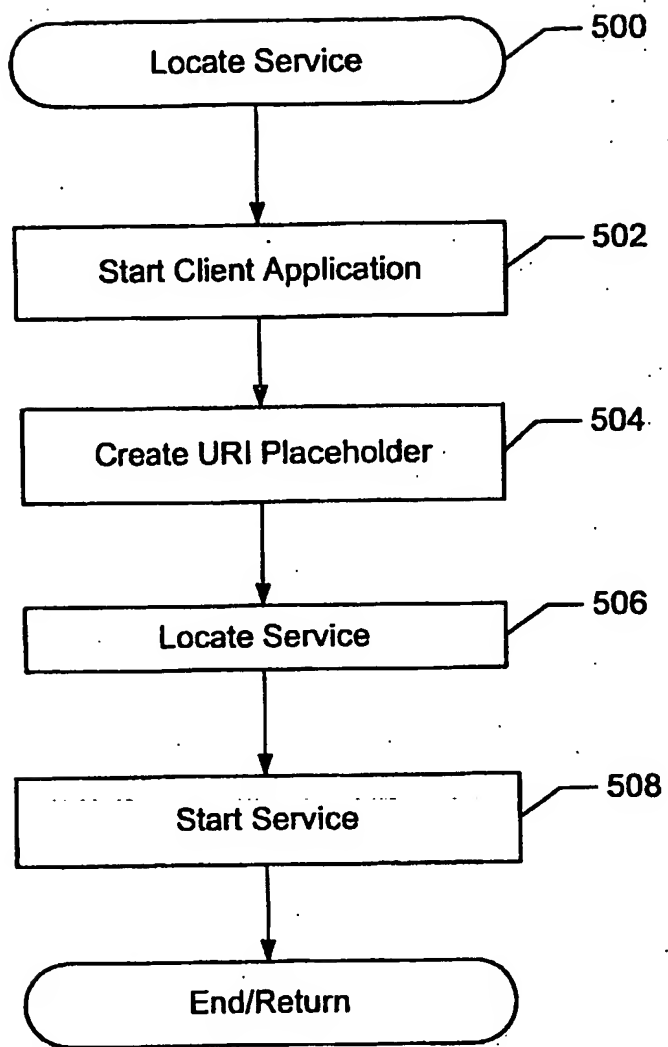 Locate Service
500
Start Client Application
502
Create URI Placeholder
504
Locate Service
506
Start Service
508
End/Return